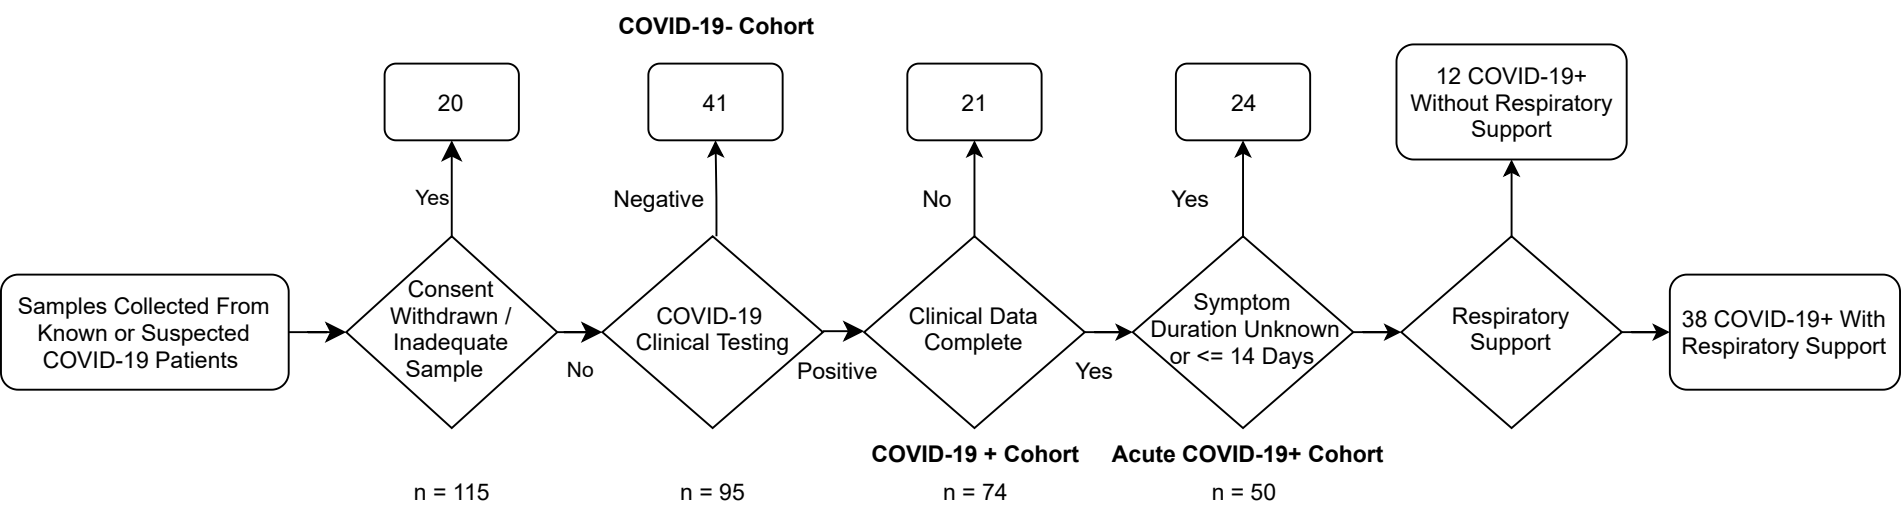 COVID-19- Cohort
20
41
21
24
12 COVID-19+
Without Respiratory
Support
Yes
Negative
No
Yes
Samples Collected From
Known or Suspected
COVID-19 Patients
Consent
Withdrawn /
Inadequate
Sample
No
COVID-19
Clinical Testing
Positive
Clinical Data
Complete
Yes
Symptom
Duration Unknown
or <= 14 Days
Respiratory
Support
38 COVID-19+ With
Respiratory Support
COVID-19 + Cohort
Acute COVID-19+ Cohort
n = 115
n = 95
n = 74
n = 50